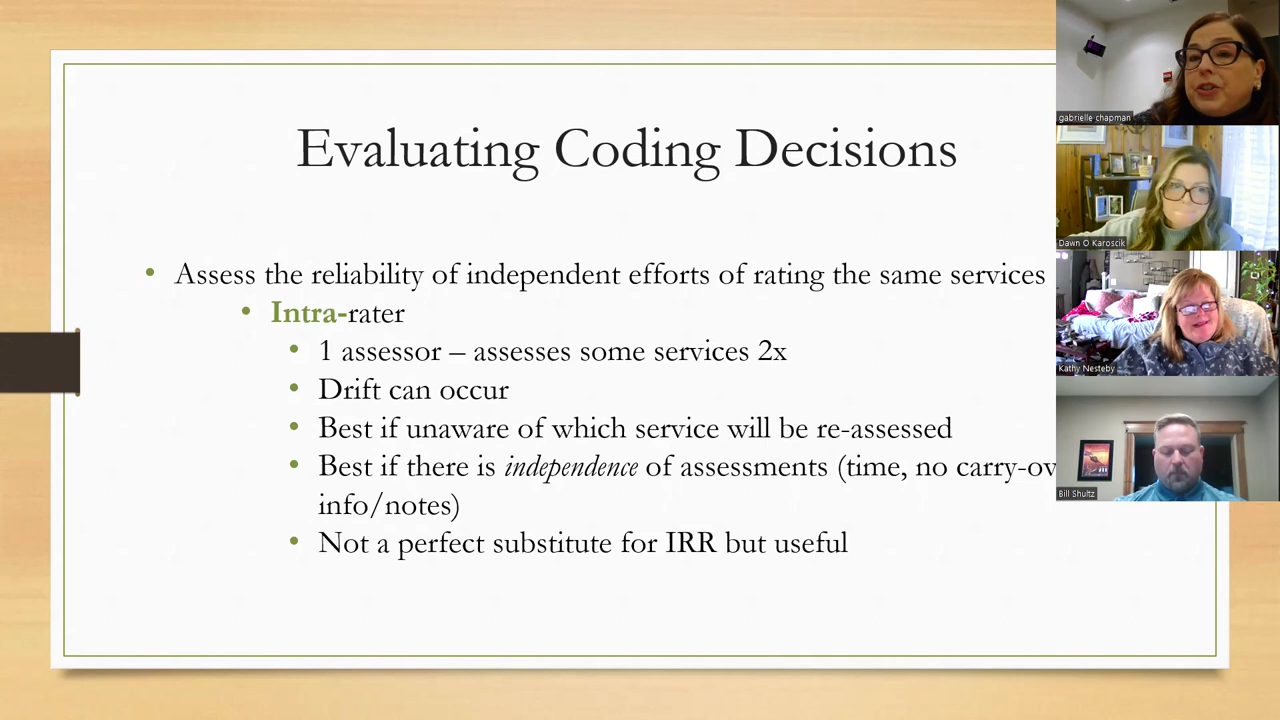 Evaluating Coding Decisions
• Assess the reliability of independent efforts of rating the same services
• Intra-rater
• 1 assessor – assesses some services 2x
• Drift can occur
• Best if unaware of which service will be re-assessed
• Best if there is independence of assessments (time, no
info/notes)
• Not a perfect substitute for IRR but useful
gabrielle chapman
Dawn O Karoscik
Kathy Nesteby
Bill Shultz